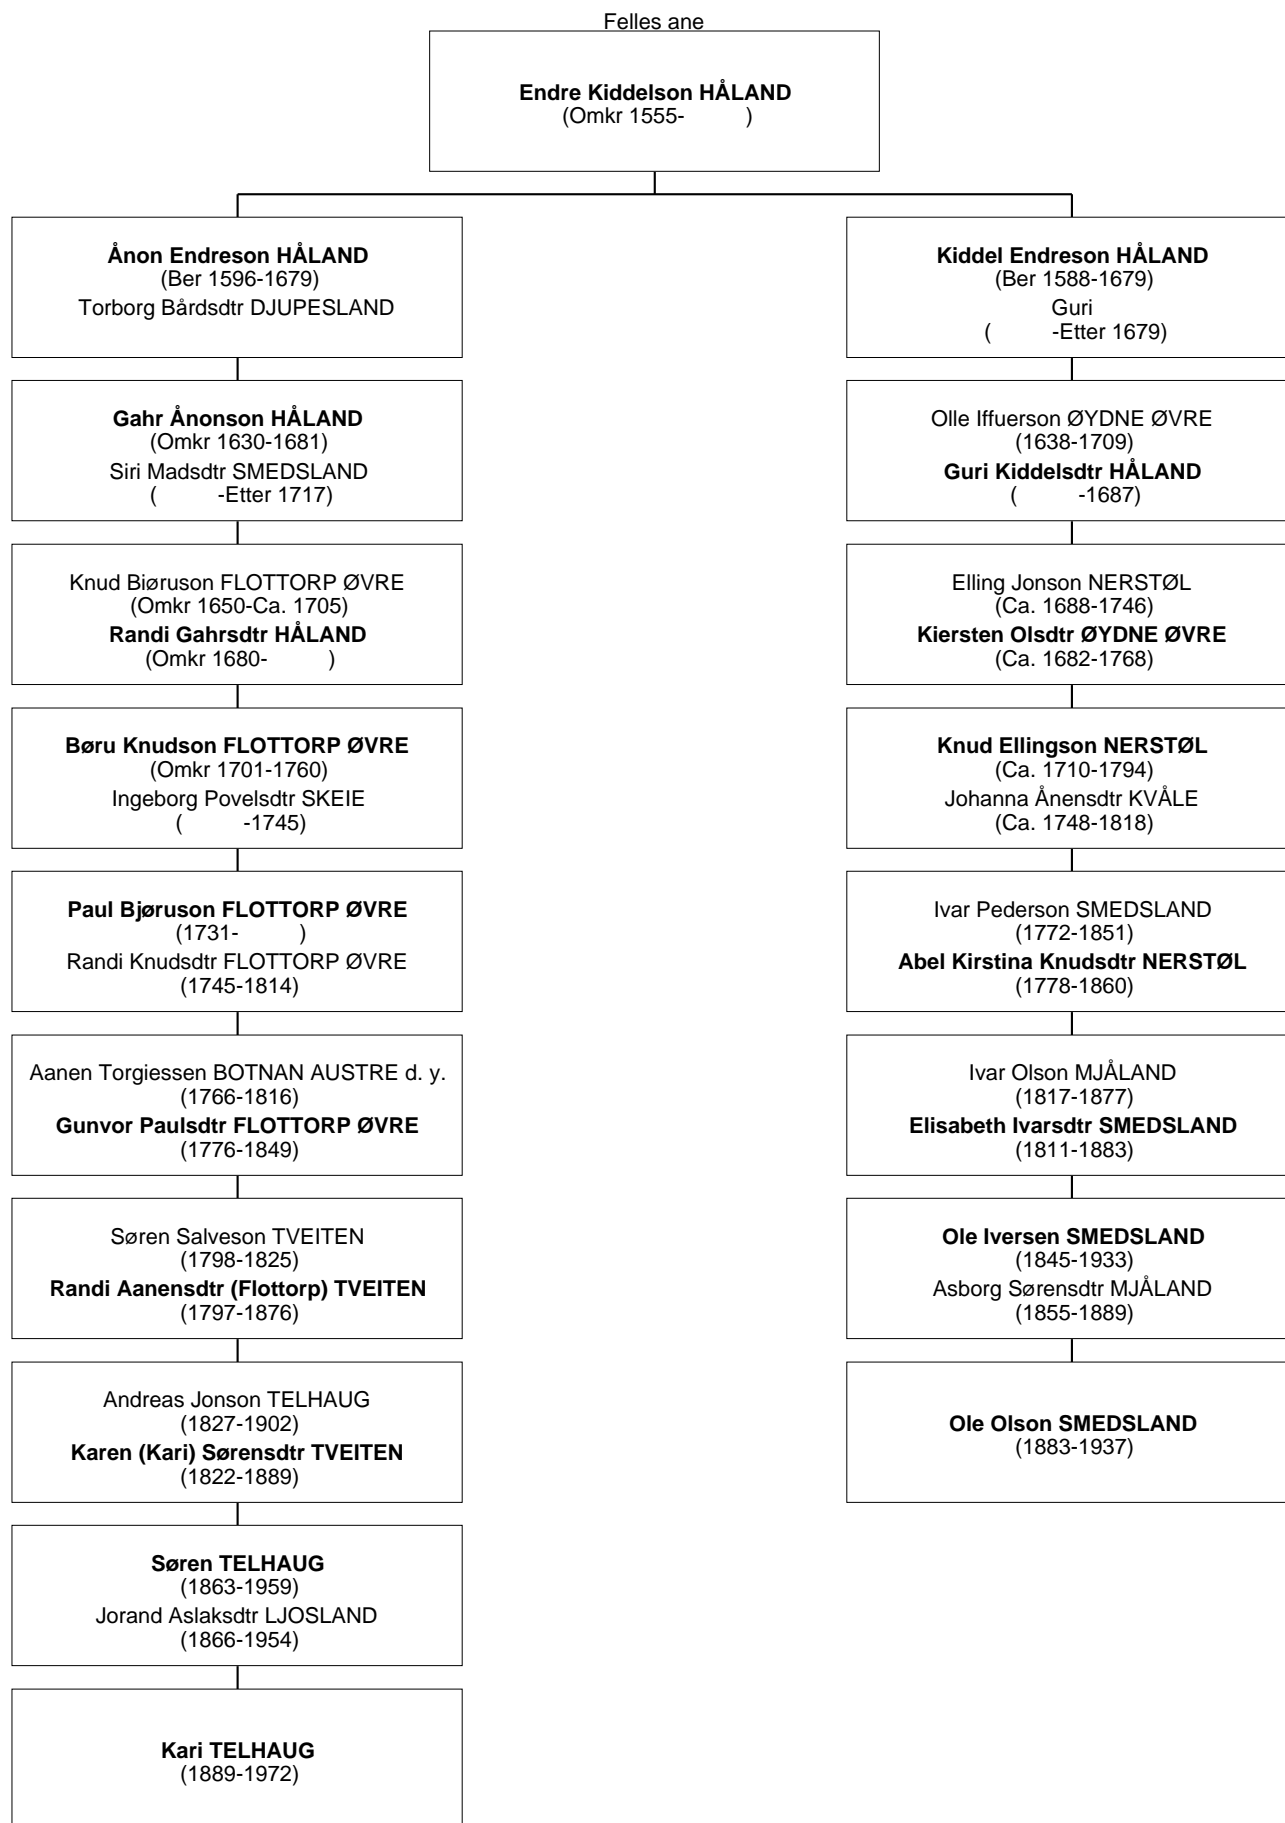 Felles ane
Endre Kiddelson HÅLAND
(Omkr 1555- )
Ånon Endreson HÅLAND
(Ber 1596-1679)
Torborg Bårdsdtr DJUPESLAND
Gahr Ånonson HÅLAND
(Omkr 1630-1681)
Siri Madsdtr SMEDSLAND
( -Etter 1717)
Knud Biøruson FLOTTORP ØVRE
(Omkr 1650-Ca. 1705)
Randi Gahrsdtr HÅLAND
(Omkr 1680- )
Børu Knudson FLOTTORP ØVRE
(Omkr 1701-1760)
Ingeborg Povelsdtr SKEIE
( -1745)
Paul Bjøruson FLOTTORP ØVRE
(1731- )
Randi Knudsdtr FLOTTORP ØVRE
(1745-1814)
Aanen Torgiessen BOTNAN AUSTRE d. y.
(1766-1816)
Gunvor Paulsdtr FLOTTORP ØVRE
(1776-1849)
Søren Salveson TVEITEN
(1798-1825)
Randi Aanensdtr (Flottorp) TVEITEN
(1797-1876)
Andreas Jonson TELHAUG
(1827-1902)
Karen (Kari) Sørensdtr TVEITEN
(1822-1889)
Søren TELHAUG
(1863-1959)
Jorand Aslaksdtr LJOSLAND
(1866-1954)
Kari TELHAUG
(1889-1972)
Kiddel Endreson HÅLAND
(Ber 1588-1679)
Guri
( -Etter 1679)
Olle Iffuerson ØYDNE ØVRE
(1638-1709)
Guri Kiddelsdtr HÅLAND
( -1687)
Elling Jonson NERSTØL
(Ca. 1688-1746)
Kiersten Olsdtr ØYDNE ØVRE
(Ca. 1682-1768)
Knud Ellingson NERSTØL
(Ca. 1710-1794)
Johanna Ånensdtr KVÅLE
(Ca. 1748-1818)
Ivar Pederson SMEDSLAND
(1772-1851)
Abel Kirstina Knudsdtr NERSTØL
(1778-1860)
Ivar Olson MJÅLAND
(1817-1877)
Elisabeth Ivarsdtr SMEDSLAND
(1811-1883)
Ole Iversen SMEDSLAND
(1845-1933)
Asborg Sørensdtr MJÅLAND
(1855-1889)
Ole Olson SMEDSLAND
(1883-1937)